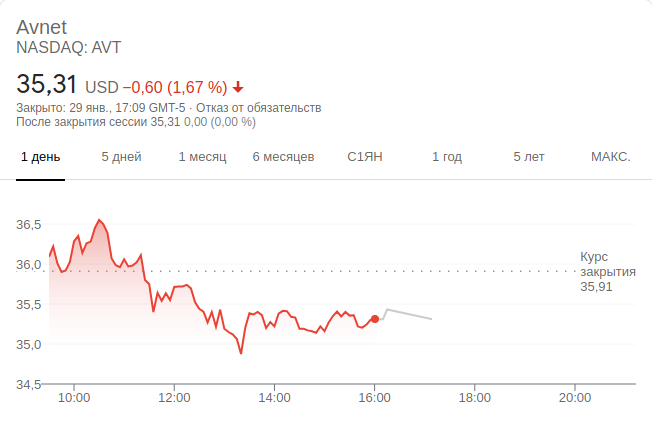 Avnet
NASDAQ: AVT
35,31 USD −0,60 (1,67 %)
Закрыто: 29 янв., 17:09 GMT-5 · Отказ от обязательств
После закрытия сессии 35,31 0,00 (0,00 %)
1 день 5 дней 1 месяц 6 месяцев С1ЯН 1 год 5 лет МАКС.
36,5
36,0
35,5
35,0
34,5
Курс
закрытия
35,91
10:00 12:00 14:00 16:00 18:00 20:00